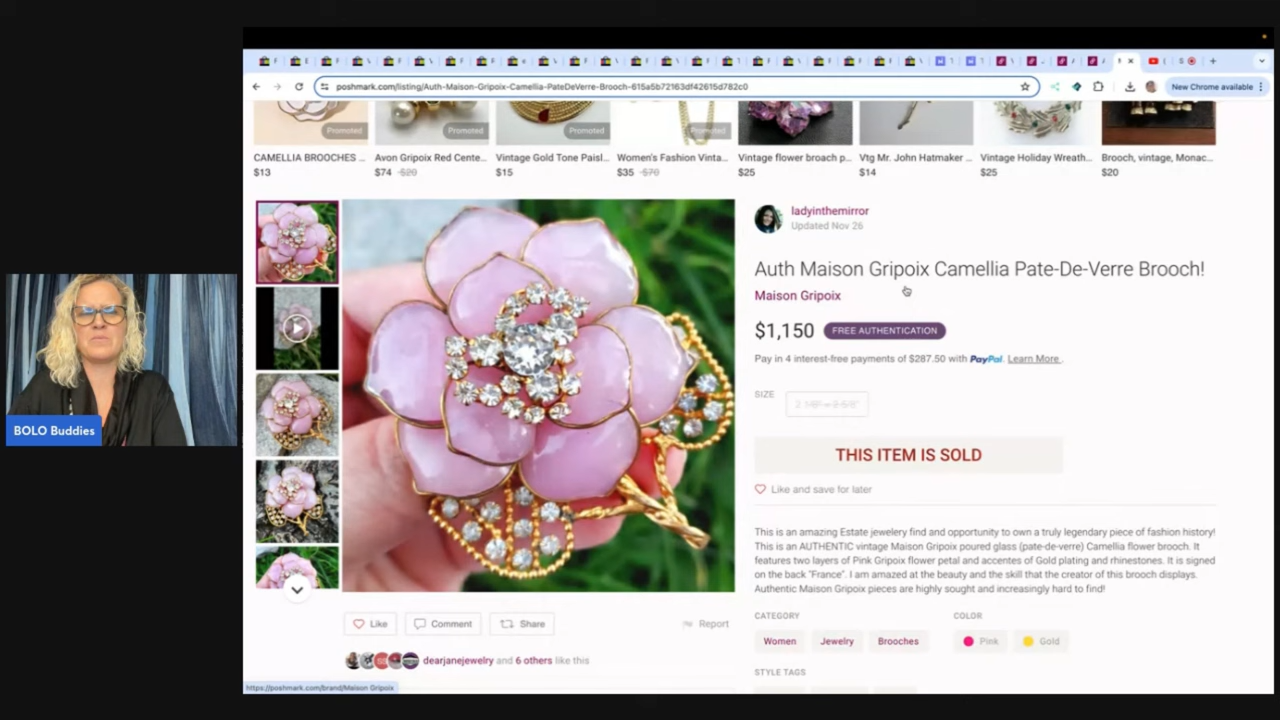 poshmark.com/listing/Auth-Maison-Gripoix-Camellia-PateDeVerre-Brooch-615a5b72163df42615d782c0
New Chrome available
Promoted
Promoted
Promoted
Promoted
CAMELLIA BROOCHES ...
$13
Avon Gripoix Red Cente...
$74 $20
Vintage Gold Tone Paisl...
$15
Women's Fashion Vinta...
$35 $70
Vintage flower broach p...
$25
Vtg Mr. John Hatmaker ...
$14
Vintage Holiday Wreath...
$25
Brooch, vintage, Monac...
$20
ladyinthemirror
Updated Nov 26
Auth Maison Gripoix Camellia Pate-De-Verre Brooch!
Maison Gripoix
$1,150 FREE AUTHENTICATION
Pay in 4 interest-free payments of $287.50 with PayPal. Learn More .
SIZE
THIS ITEM IS SOLD
Like and save for later
This is an amazing Estate jewelery find and opportunity to own a truly legendary piece of fashion history!
This is an AUTHENTIC vintage Maison Gripoix poured glass (pate-de-verre) Camellia flower brooch. It
features two layers of Pink Gripoix flower petal and accentes of Gold plating and rhinestones. It is signed
on the back "France". I am amazed at the beauty and the skill that the creator of this brooch displays.
Authentic Maison Gripoix pieces are highly sought and increasingly hard to find!
CATEGORY
Women
Jewelry
Brooches
COLOR
Pink
Gold
STYLE TAGS
Like
Comment
Share
Report
dearjanejewelry and 6 others like this
https://poshmark.com/brand/Maison Gripoix
BOLO Buddies